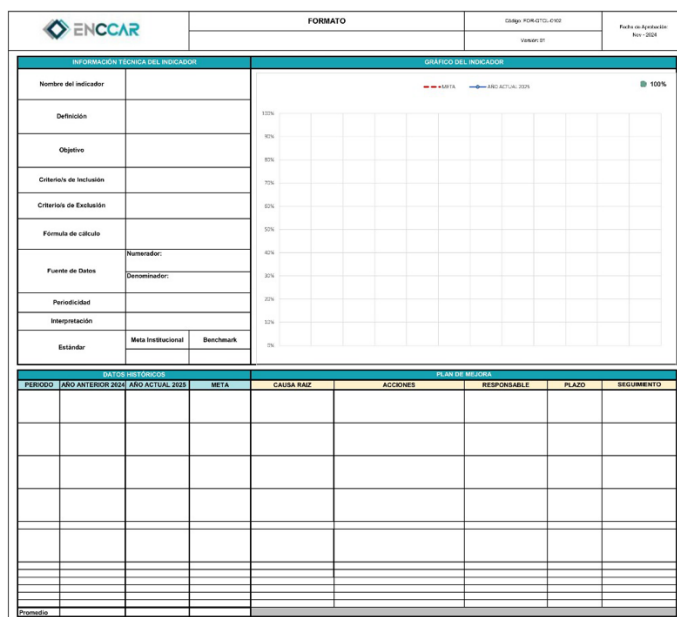 ENCCAR
FORMATO
Código: FOR-GTCL-0102
Versión: 01
Fecha de Aprobación:
Nov - 2024
INFORMACIÓN TÉCNICA DEL INDICADOR
GRÁFICO DEL INDICADOR
Nombre del indicador
Definición
Objetivo
Criterio/s de Inclusión
Criterio/s de Exclusión
Fórmula de cálculo
Fuente de Datos
Numerador:
Denominador:
Periodicidad
Interpretación
Estándar
Meta Institucional
Benchmark
META
AÑO ACTUAL 2025
100%
100%
90%
80%
70%
60%
50%
40%
30%
20%
10%
0%
DATOS HISTÓRICOS
PLAN DE MEJORA
PERIODO AÑO ANTERIOR 2024 AÑO ACTUAL 2025 META CAUSA RAIZ ACCIONES RESPONSABLE PLAZO SEGUIMIENTO
Promedio